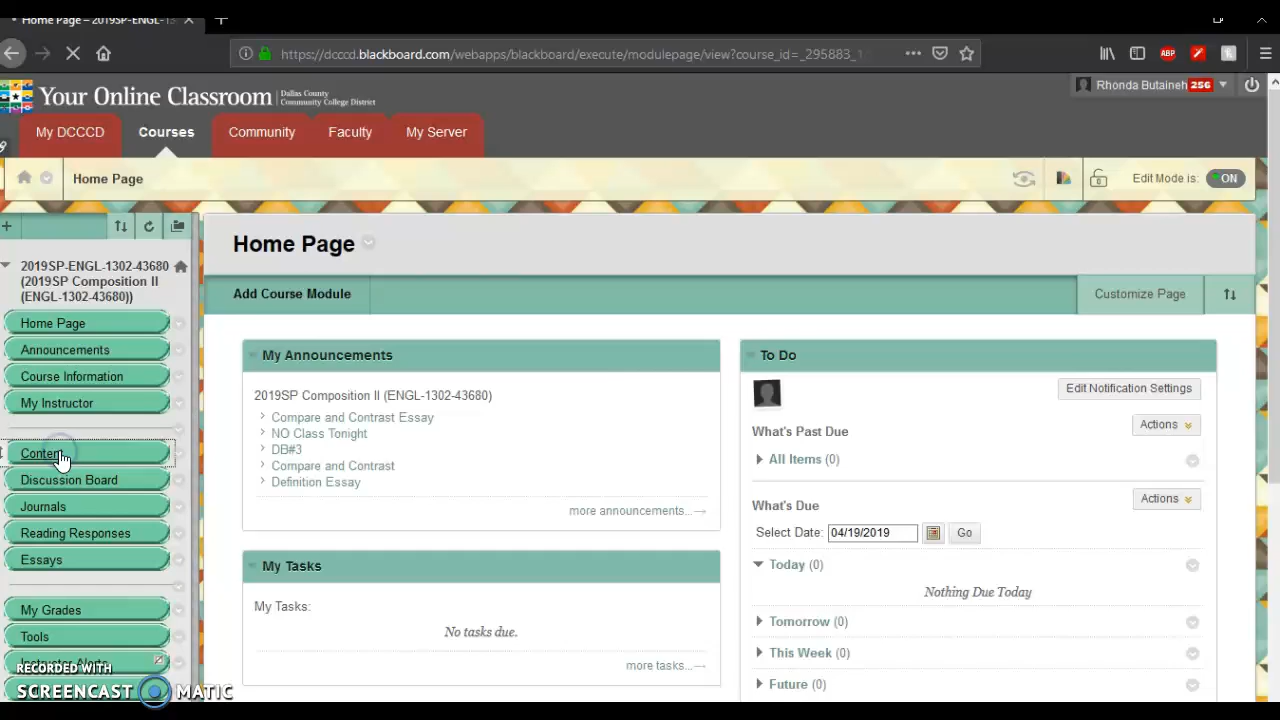 Home Page – 2019SP-ENGL-13
https://dcccd.blackboard.com/webapps/blackboard/execute/modulepage/view?course_id=_295883_1
ABP
Your Online Classroom
Dallas County
Community College District
Rhonda Butaineh 256
My DCCCD
Courses
Community
Faculty
My Server
Home Page
Edit Mode is: ON
2019SP-ENGL-1302-43680
(2019SP Composition II
(ENGL-1302-43680))
Home Page
Announcements
Course Information
My Instructor
Content
Discussion Board
Journals
Reading Responses
Essays
My Grades
Tools
RECORDED WITH
SCREENCAST MATIC
Home Page
Add Course Module
Customize Page
My Announcements
2019SP Composition II (ENGL-1302-43680)
Compare and Contrast Essay
NO Class Tonight
DB#3
Compare and Contrast
Definition Essay
more announcements...
My Tasks
My Tasks:
No tasks due.
more tasks...
To Do
Edit Notification Settings
What's Past Due
Actions
All Items (0)
What's Due
Actions
Select Date: 04/19/2019 Go
Today (0)
Nothing Due Today
Tomorrow (0)
This Week (0)
Future (0)